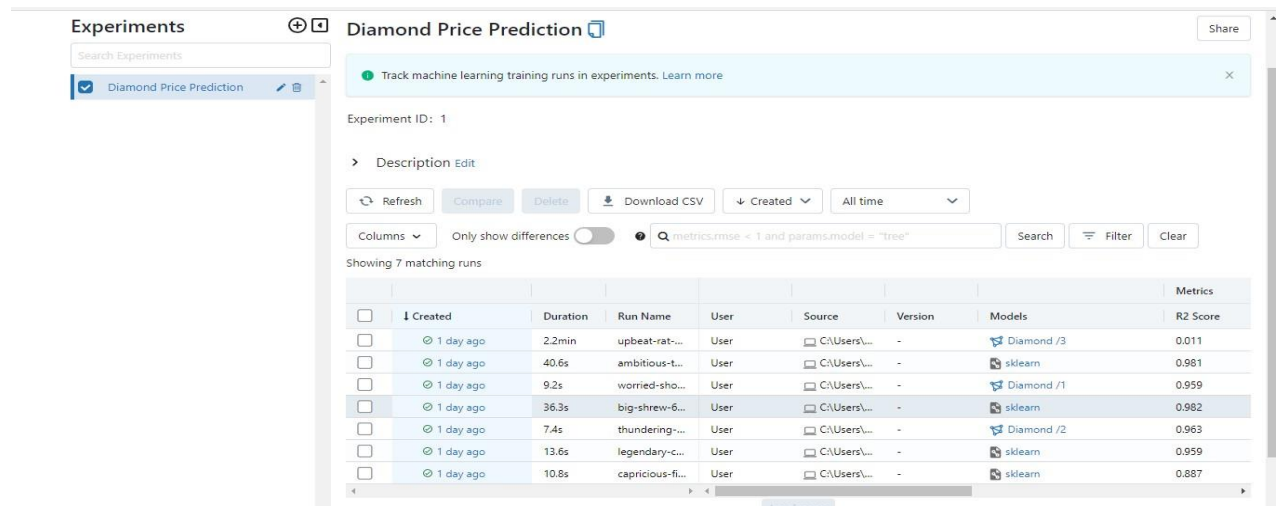 Experiments
Search Experiments
Diamond Price Prediction
Diamond Price Prediction
Share
Track machine learning training runs in experiments. Learn more
Experiment ID: 1
Description Edit
Refresh Compare Delete Download CSV Created All time
Columns Only show differences metrics.rmse < 1 and params.model = "tree" Search Filter Clear
Showing 7 matching runs
Metrics
Created Duration Run Name User Source Version Models R2 Score
1 day ago 2.2min upbeat-rat-... User C:\Users\... - Diamond /3 0.011
1 day ago 40.6s ambitious-t... User C:\Users\... - sklearn 0.981
1 day ago 9.2s worried-sho... User C:\Users\... - Diamond /1 0.959
1 day ago 36.3s big-shrew-6... User C:\Users\... - sklearn 0.982
1 day ago 7.4s thundering-... User C:\Users\... - Diamond /2 0.963
1 day ago 13.6s legendary-c... User C:\Users\... - sklearn 0.959
1 day ago 10.8s capricious-fi... User C:\Users\... - sklearn 0.887